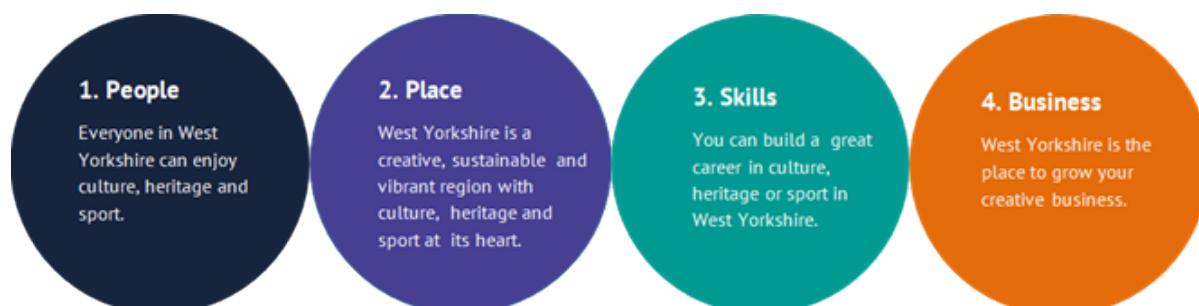 1. People
Everyone in West
Yorkshire can enjoy
culture, heritage and
sport.
2. Place
West Yorkshire is a
creative, sustainable and
vibrant region with
culture, heritage and
sport at its heart.
3. Skills
You can build a great
career in culture,
heritage or sport in
West Yorkshire.
4. Business
West Yorkshire is the
place to grow your
creative business.